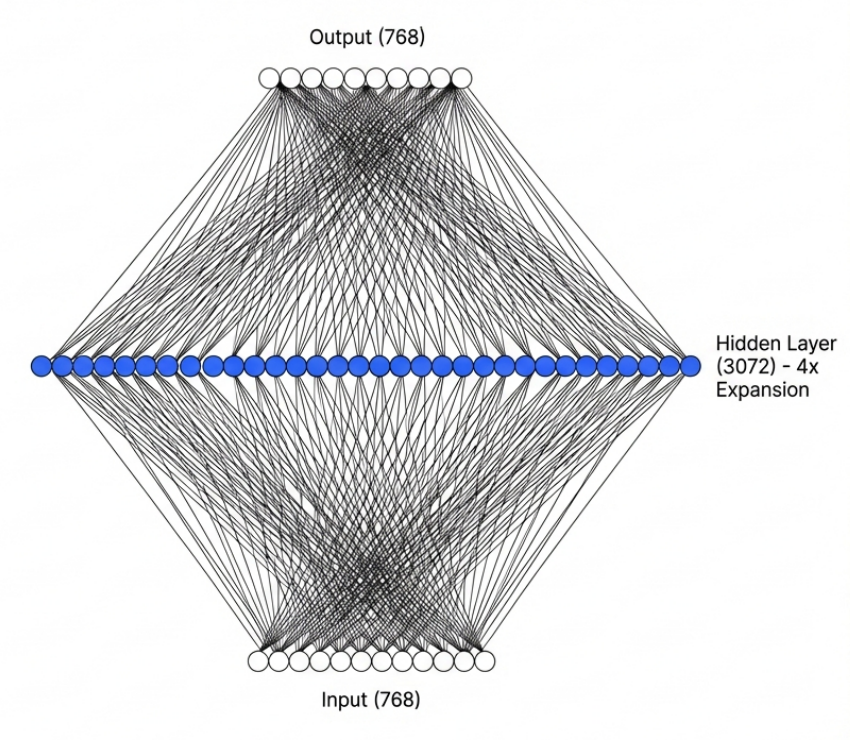 Output (768)
Hidden Layer
(3072) - 4x
Expansion
Input (768)